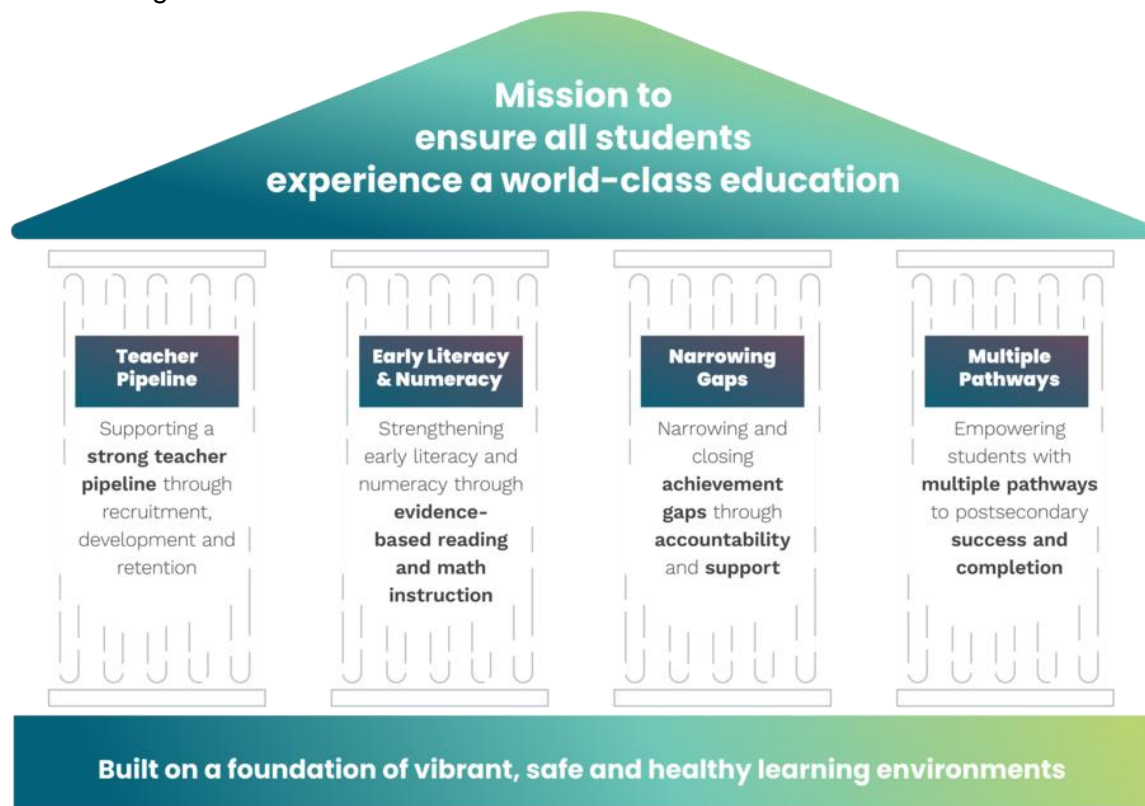 Mission to
ensure all students
experience a world-class education
Teacher
Pipeline
Supporting a
strong teacher
pipeline through
recruitment,
development and
retention
Early Literacy
& Numeracy
Strengthening
early literacy and
numeracy through
evidence-
based reading
and math
instruction
Narrowing
Gaps
Narrowing and
closing
achievement
gaps through
accountability
and support
Multiple
Pathways
Empowering
students with
multiple pathways
to postsecondary
success and
completion
Built on a foundation of vibrant, safe and healthy learning environments